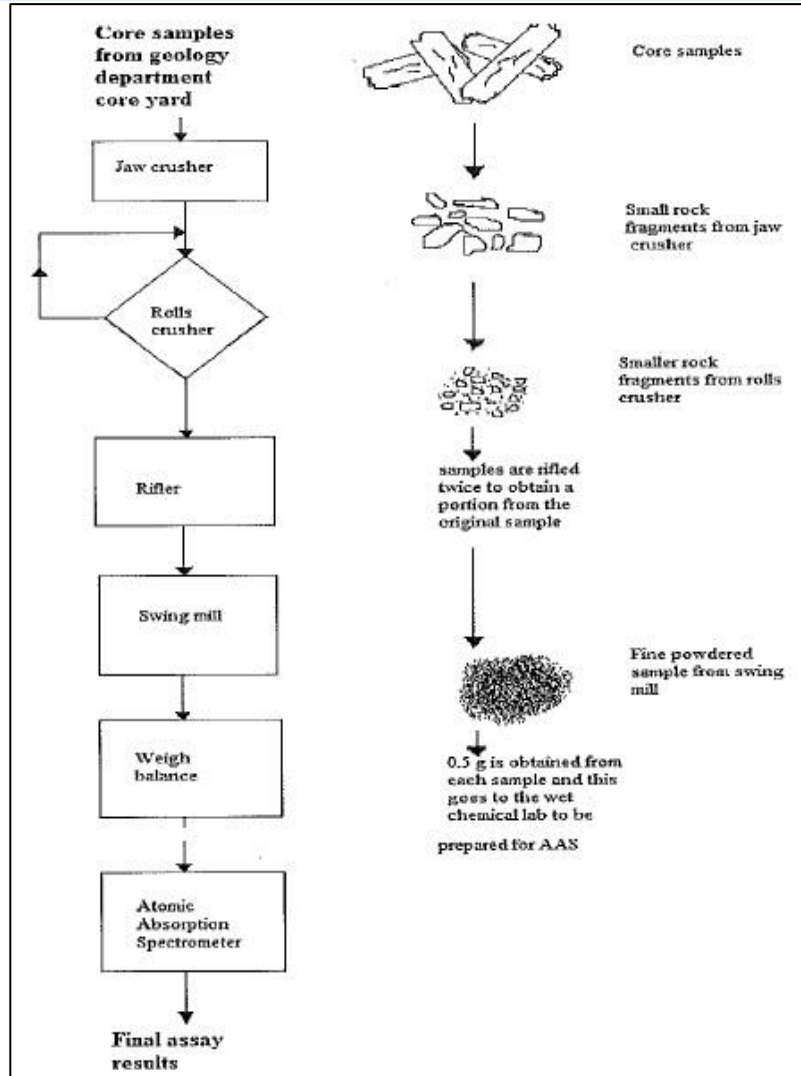 Core samples
from geology
department
core yard
Jaw crusher
Rolls
crusher
Rifler
Swing mill
Weigh
balance
Atomic
Absorption
Spectrometer
Final assay
results
Core samples
Small rock
fragments from jaw
crusher
Smaller rock
fragments from rolls
crusher
samples are rifled
twice to obtain a
portion from the
original sample
Fine powdered
sample from swing
mill
0.5 g is obtained from
each sample and this
goes to the wet
chemical lab to be
prepared for AAS